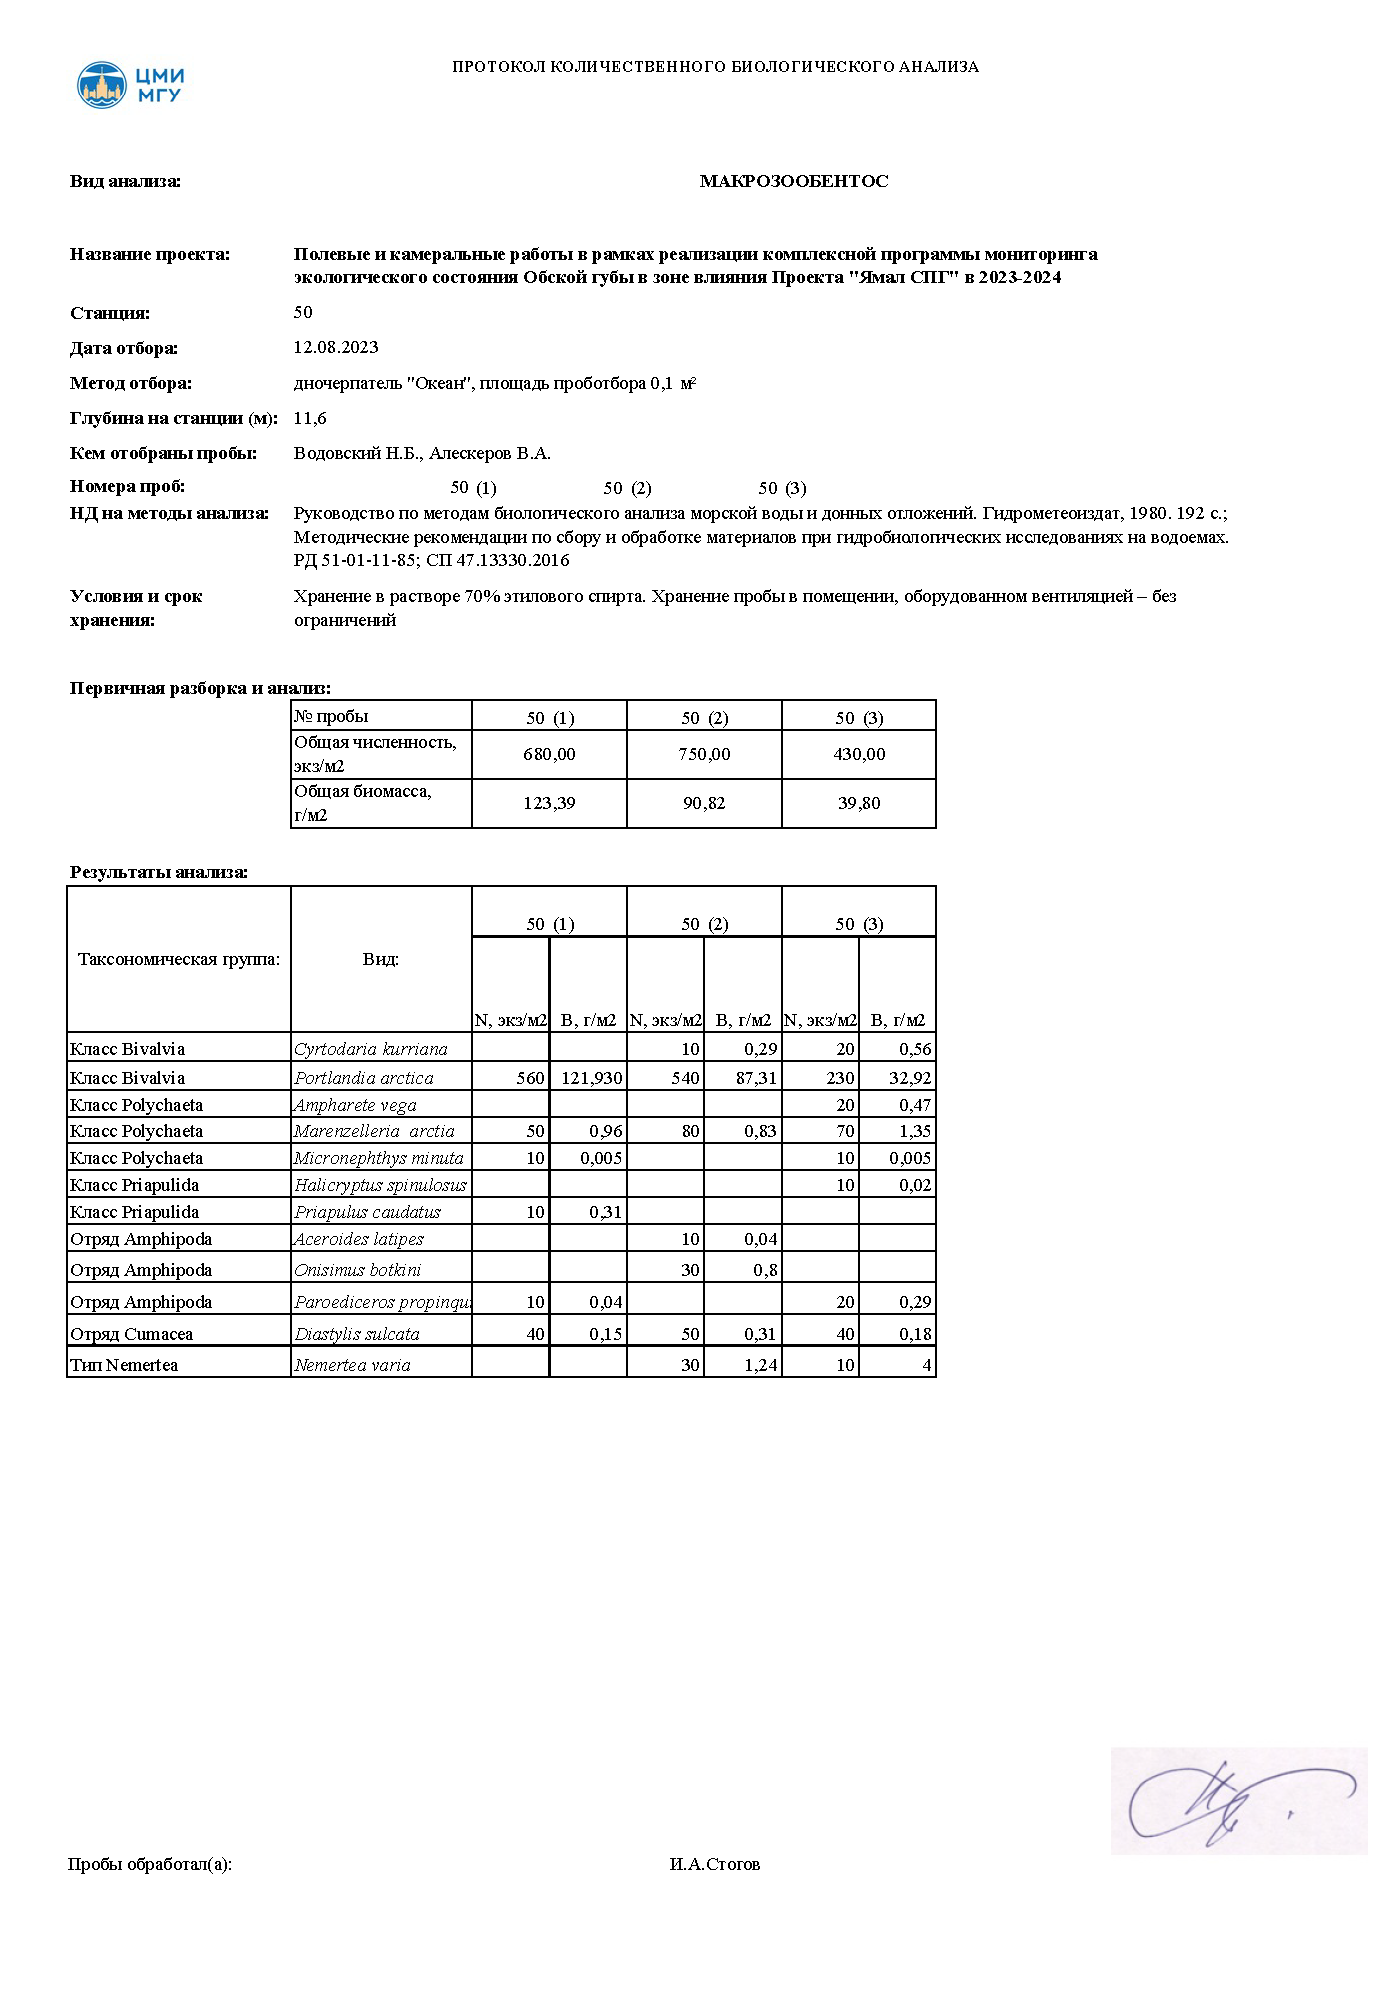 ЦМИ
МГУ
ПРОТОКОЛ КОЛИЧЕСТВЕННОГО БИОЛОГИЧЕСКОГО АНАЛИЗА
Вид анализа: МАКРОЗООБЕНТОС
Название проекта: Полевые и камеральные работы в рамках реализации комплексной программы мониторинга
экологического состояния Обской губы в зоне влияния Проекта "Ямал СПГ" в 2023-2024
Станция: 50
Дата отбора: 12.08.2023
Метод отбора: дночерпатель "Океан", площадь проботбора 0,1 м²
Глубина на станции (м): 11,6
Кем отобраны пробы: Водовский Н.Б., Алескеров В.А.
Номера проб: 50 (1) 50 (2) 50 (3)
НД на методы анализа: Руководство по методам биологического анализа морской воды и донных отложений. Гидрометеоиздат, 1980. 192 с.;
Методические рекомендации по сбору и обработке материалов при гидробиологических исследованиях на водоемах.
РД 51-01-11-85; СП 47.13330.2016
Условия и срок Хранение в растворе 70% этилового спирта. Хранение пробы в помещении, оборудованном вентиляцией – без
хранения: ограничений
Первичная разборка и анализ:
№ пробы 50 (1) 50 (2) 50 (3)
Общая численность,
экз/м2 680,00 750,00 430,00
Общая биомасса,
г/м2 123,39 90,82 39,80
Результаты анализа:
50 (1) 50 (2) 50 (3)
Таксономическая группа: Вид:
N, экз/м2 B, г/м2 N, экз/м2 B, г/м2 N, экз/м2 B, г/м2
Класс Bivalvia Cyrtodaria kurriana 10 0,29 20 0,56
Класс Bivalvia Portlandia arctica 560 121,930 540 87,31 230 32,92
Класс Polychaeta Ampharete vega 20 0,47
Класс Polychaeta Marenzelleria arctia 50 0,96 80 0,83 70 1,35
Класс Polychaeta Micronephthys minuta 10 0,005 10 0,005
Класс Priapulida Halicryptus spinulosus 10 0,02
Класс Priapulida Priapulus caudatus 10 0,31
Отряд Amphipoda Aceroides latipes 10 0,04
Отряд Amphipoda Onisimus botkini 30 0,8
Отряд Amphipoda Paroediceros propinqu 10 0,04 20 0,29
Отряд Cumacea Diastylis sulcata 40 0,15 50 0,31 40 0,18
Тип Nemertea Nemertea varia 30 1,24 10 4
Пробы обработал(а): И.А.Стогов